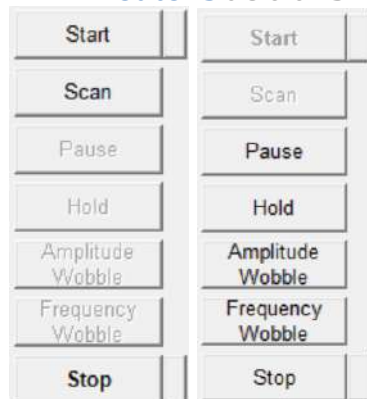 Start
Scan
Pause
Hold
Amplitude
Wobble
Frequency
Wobble
Stop
Start
Scan
Pause
Hold
Amplitude
Wobble
Frequency
Wobble
Stop